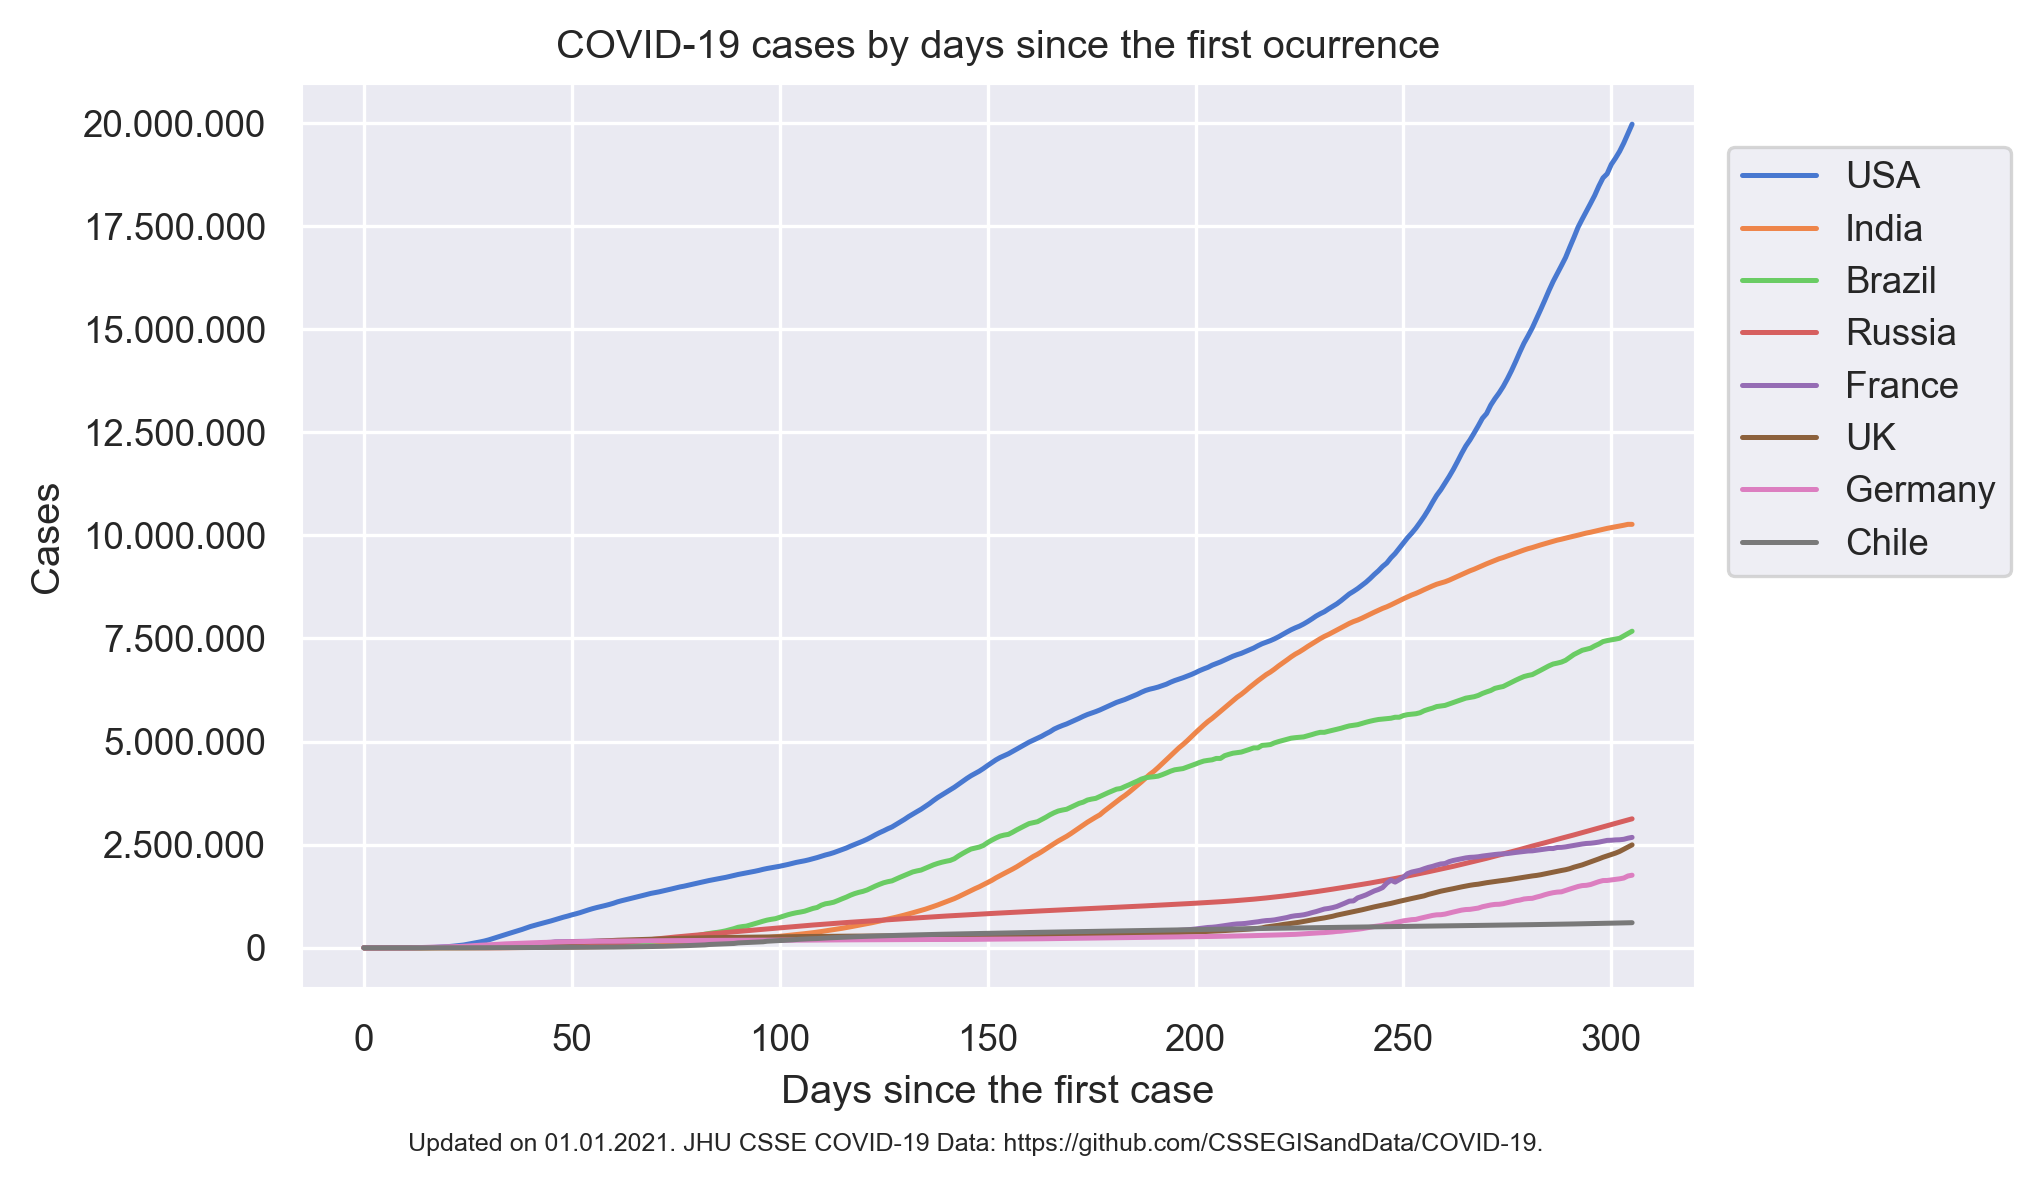 COVID-19 cases by days since the first ocurrence
20.000.000
17.500.000
15.000.000
12.500.000
10.000.000
7.500.000
5.000.000
2.500.000
0
Cases
0 50 100 150 200 250 300
Days since the first case
USA
India
Brazil
Russia
France
UK
Germany
Chile
Updated on 01.01.2021. JHU CSSE COVID-19 Data: https://github.com/CSSEGISandData/COVID-19.